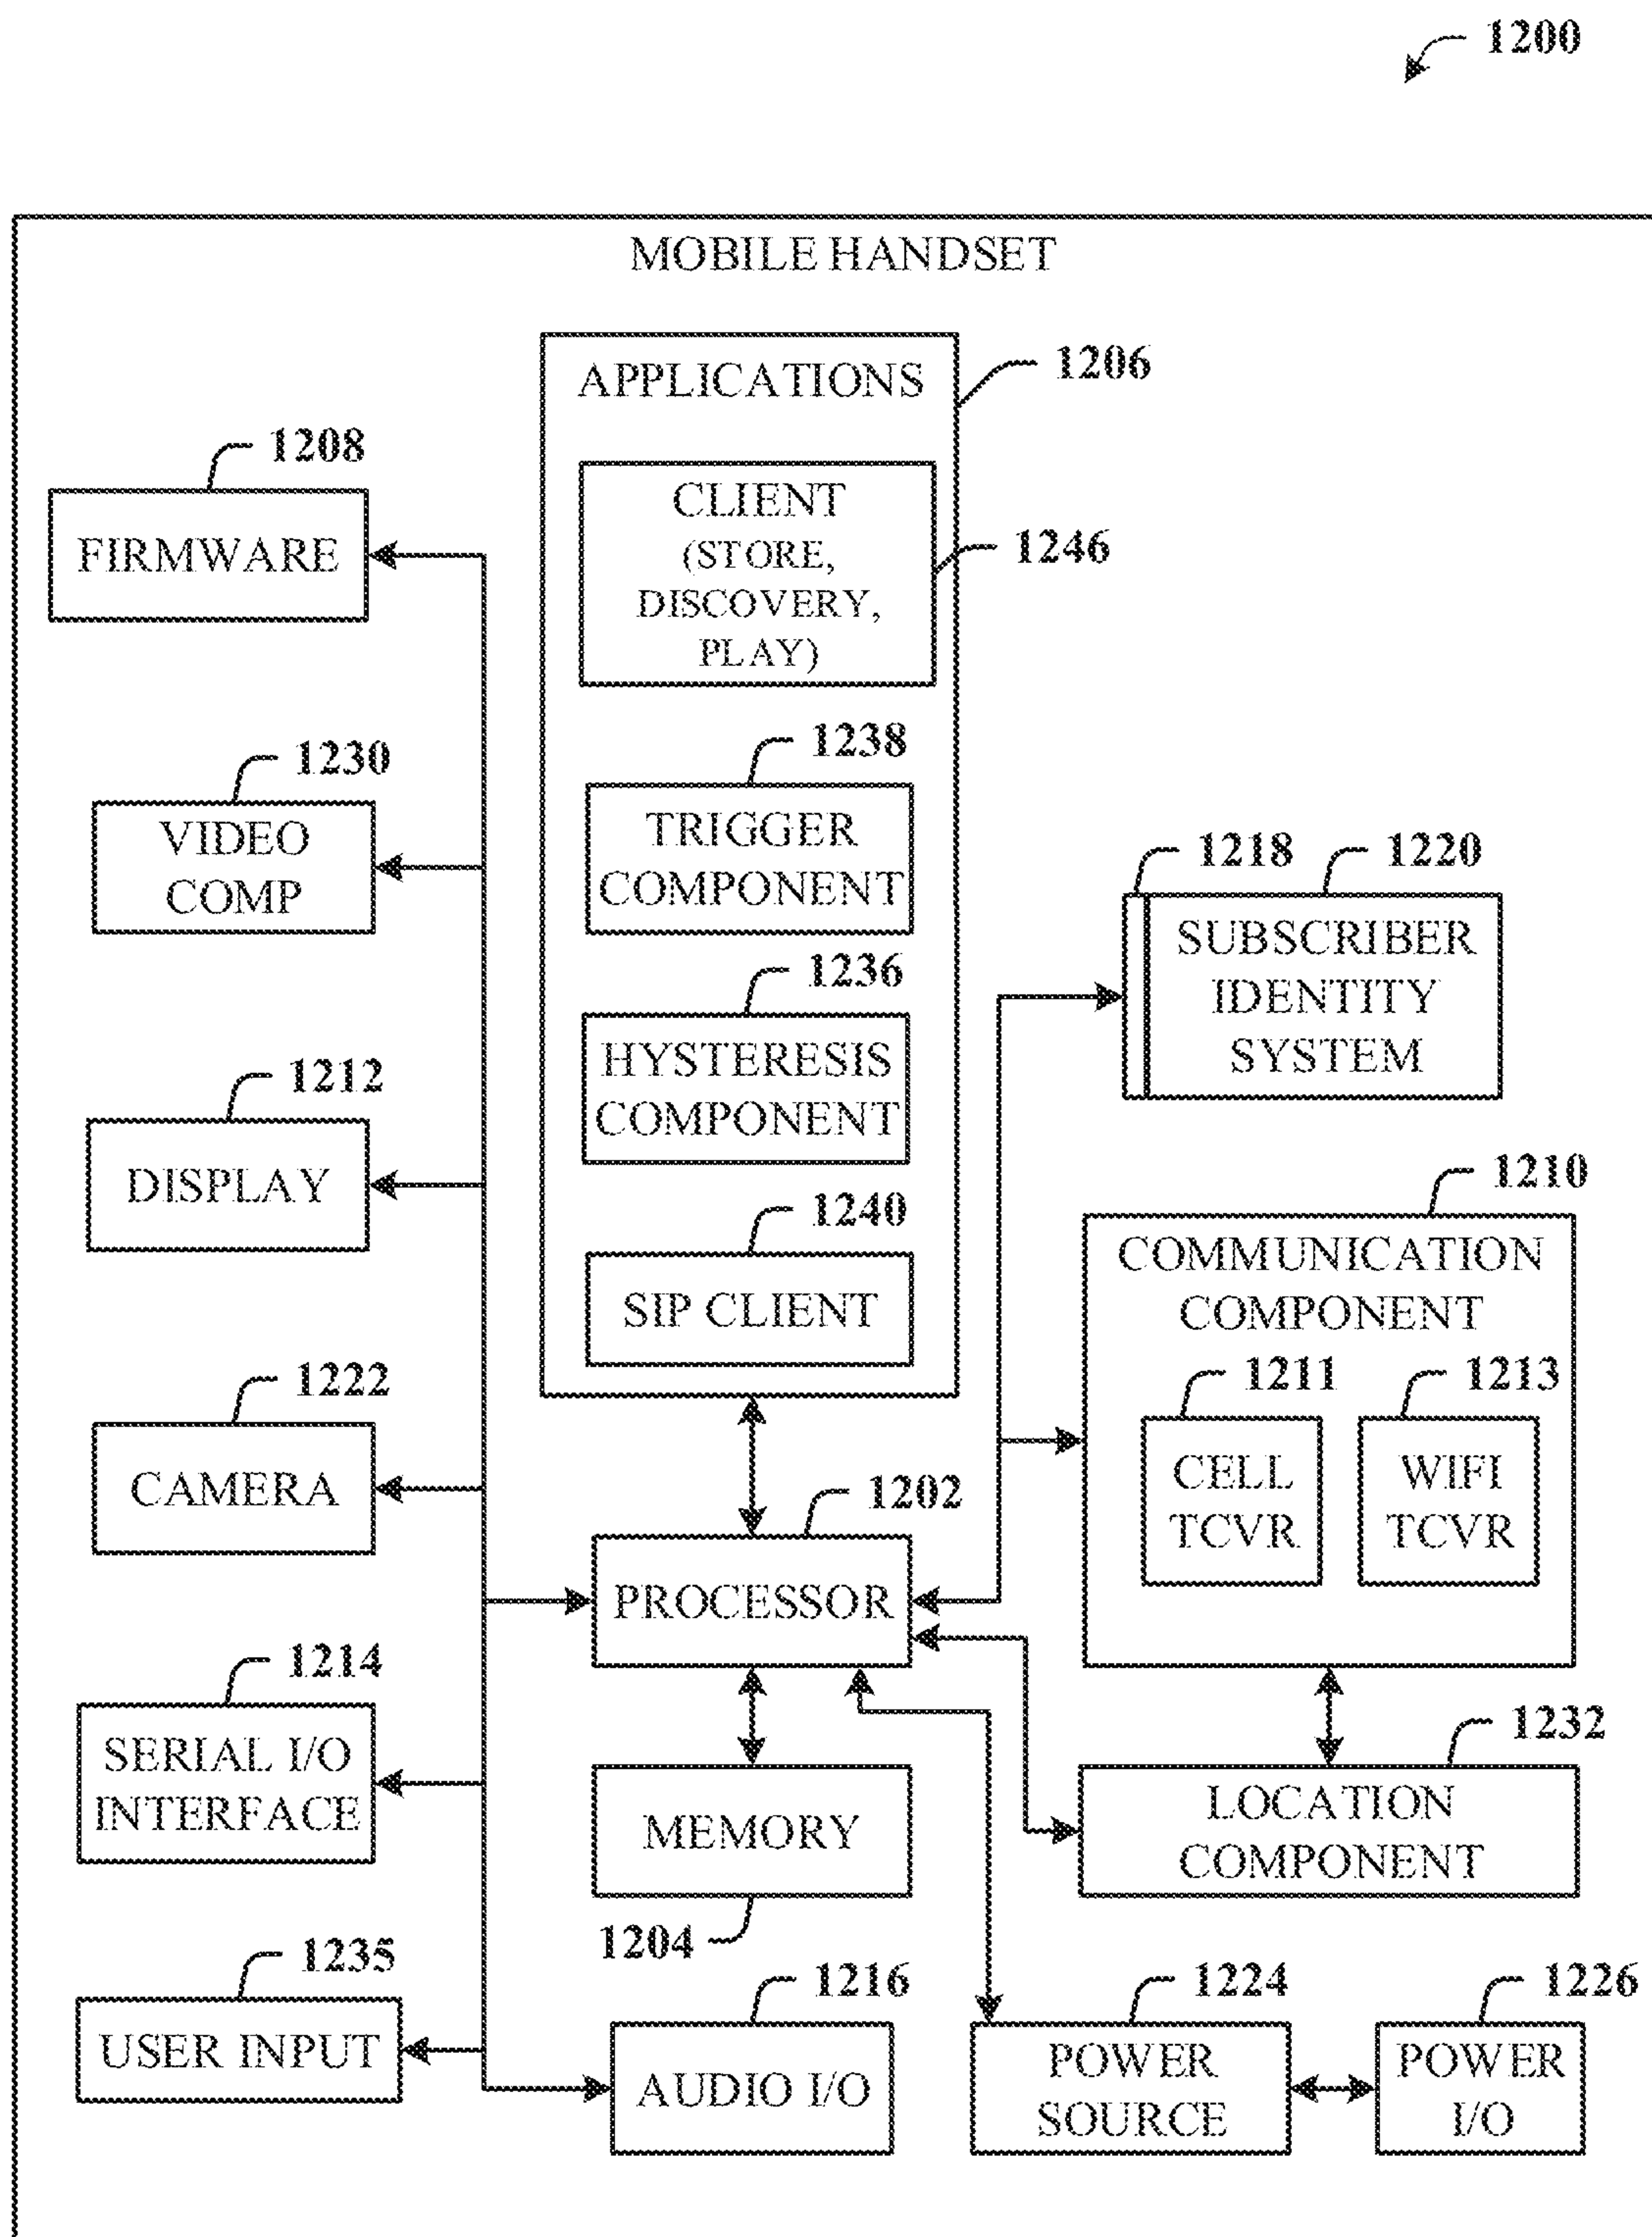 1200
MOBILE HANDSET
APPLICATIONS
1206
CLIENT
(STORE,
DISCOVERY,
PLAY)
1246
1238
TRIGGER
COMPONENT
1236
HYSTERESIS
COMPONENT
1240
SIP CLIENT
1208
FIRMWARE
1230
VIDEO
COMP
1212
DISPLAY
1222
CAMERA
1214
SERIAL I/O
INTERFACE
1235
USER INPUT
1202
PROCESSOR
MEMORY
1204
1216
AUDIO I/O
1218
1220
SUBSCRIBER
IDENTITY
SYSTEM
1210
COMMUNICATION
COMPONENT
1211
CELL
TCVR
1213
WIFI
TCVR
1232
LOCATION
COMPONENT
1224
POWER
SOURCE
1226
POWER
I/O